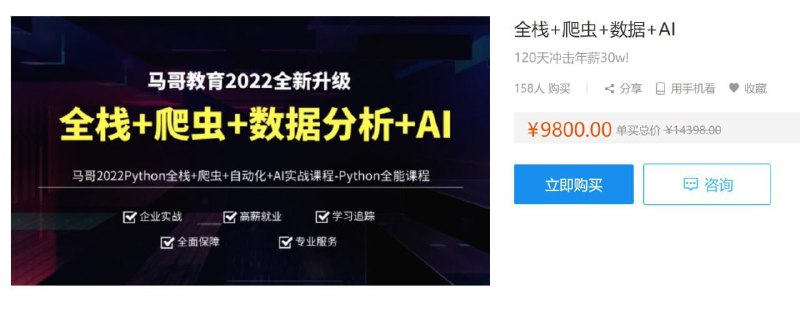 马哥教育2022全新升级
全栈+爬虫+数据分析+AI
马哥2022Python全栈+爬虫+自动化+AI实战课程-Python全能课程
企业实战 高薪就业 学习追踪
全面保障 专业服务
全栈+爬虫+数据+AI
120天冲击年薪30w!
158人 购买 分享 用手机看 收藏
¥9800.00 单买总价 ¥14398.00
立即购买 咨询